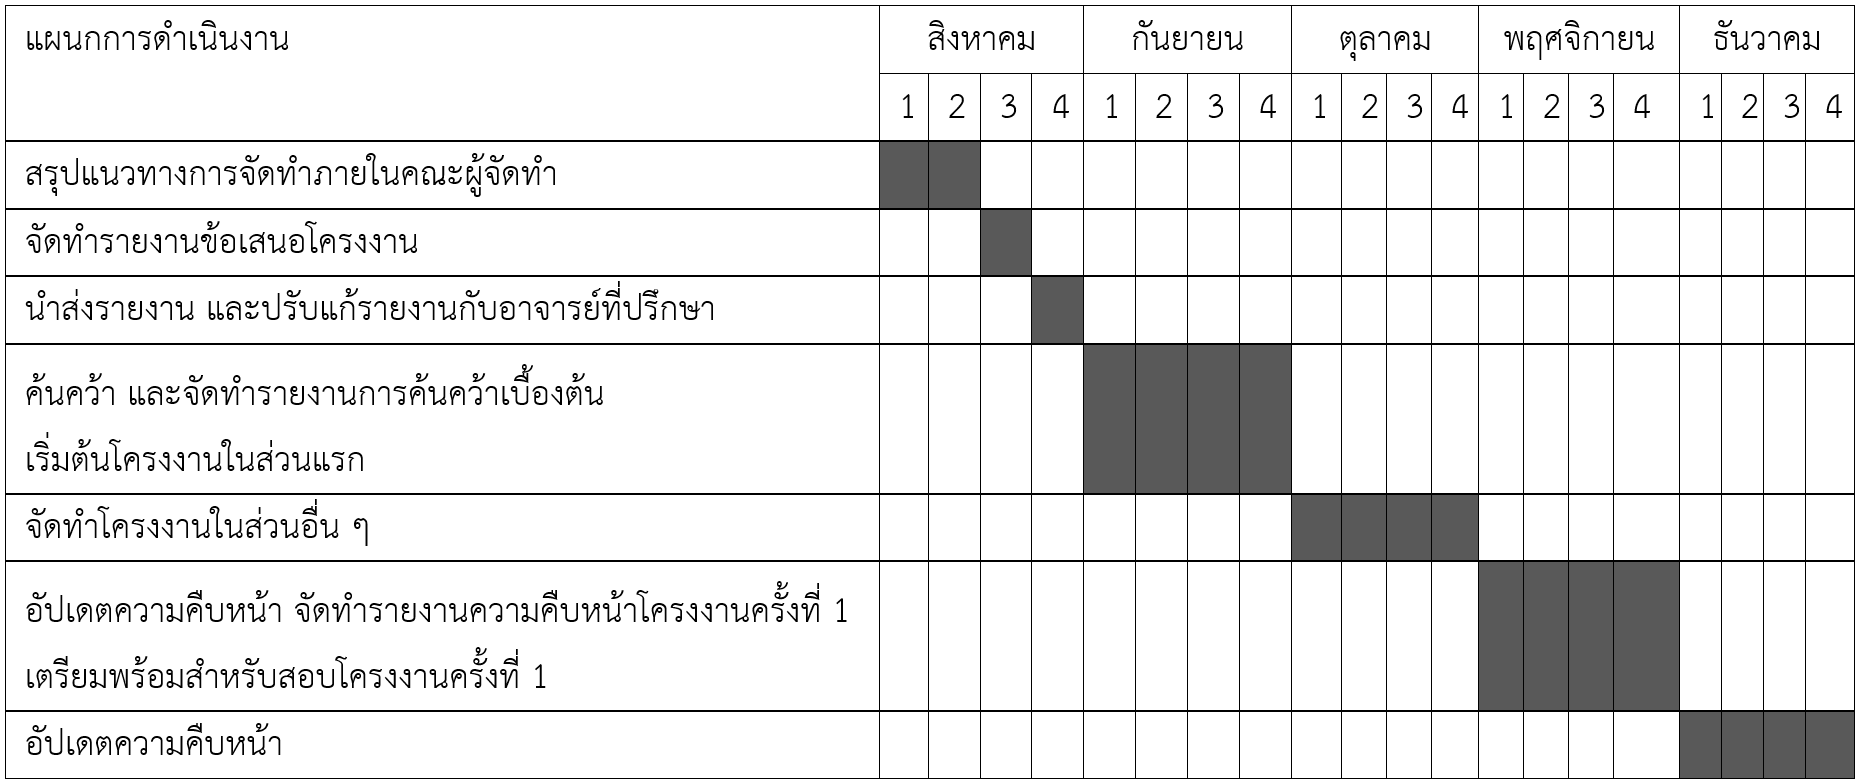 แผนกการดำเนินงาน สิงหาคม กันยายน ตุลาคม พฤศจิกายน ธันวาคม
1 2 3 4 1 2 3 4 1 2 3 4 1 2 3 4 1 2 3 4
สรุปแนวทางการจัดทำภายในคณะผู้จัดทำ
จัดทำรายงานข้อเสนอโครงงาน
นำส่งรายงาน และปรับแก้รายงานกับอาจารย์ที่ปรึกษา
ค้นคว้า และจัดทำรายงานการค้นคว้าเบื้องต้น
เริ่มต้นโครงงานในส่วนแรก
จัดทำโครงงานในส่วนอื่น ๆ
อัปเดตความคืบหน้า จัดทำรายงานความคืบหน้าโครงงานครั้งที่ 1
เตรียมพร้อมสำหรับสอบโครงงานครั้งที่ 1
อัปเดตความคืบหน้า